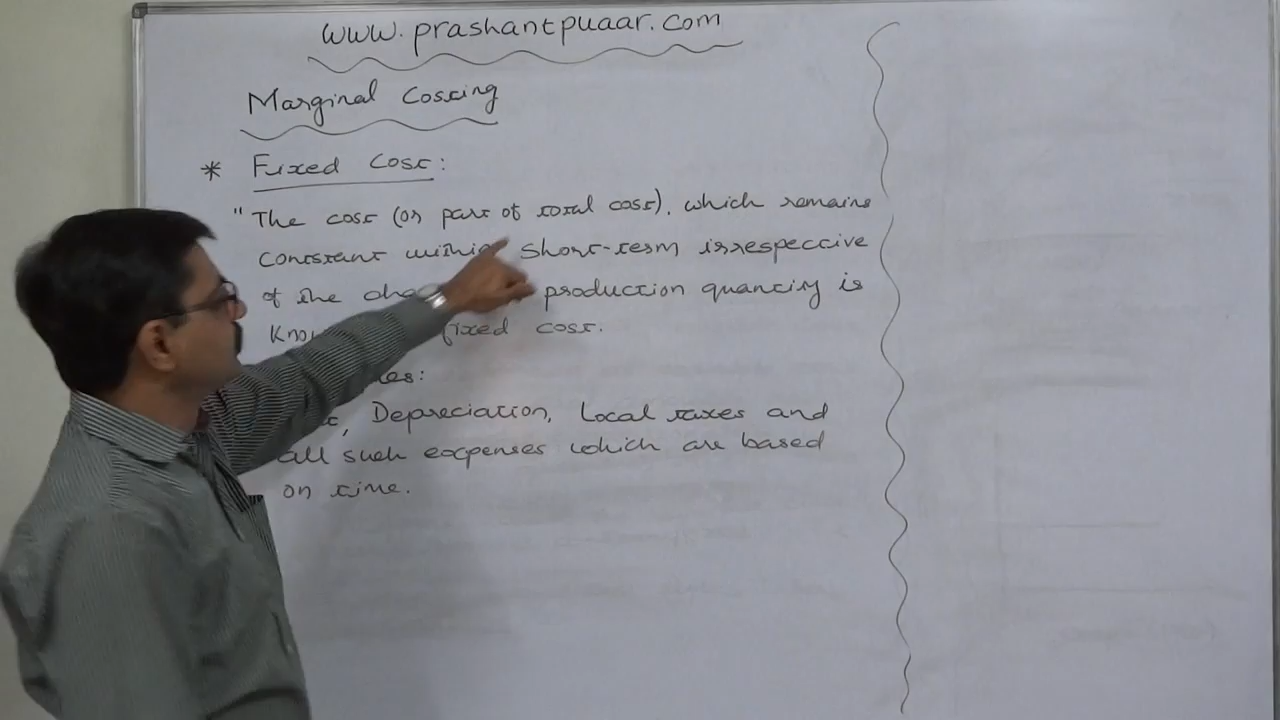 www.prashantpuaar.com
Marginal Costing
* Fixed Cost:
"The cost (or part of total cost), which remains
constant within short-term irrespective
of the production quantity is
fixed cost.
Depreciation, Local taxes and
all such expenses which are based
on time.